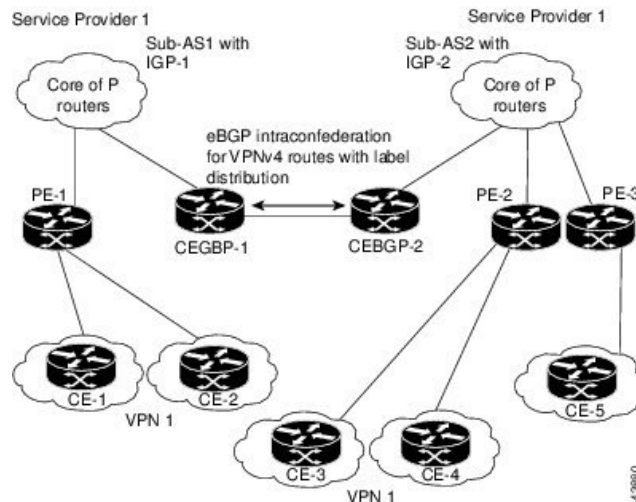 Service Provider 1
Service Provider 1
Sub-AS1 with
IGP-1
Sub-AS2 with
IGP-2
Core of P
routers
Core of P
routers
eBGP intraconfederation
for VPNv4 routes with label
distribution
PE-1
PE-2
PE-3
CEGBP-1
CEBGP-2
CE-1
CE-2
VPN 1
CE-5
CE-3
CE-4
VPN 1